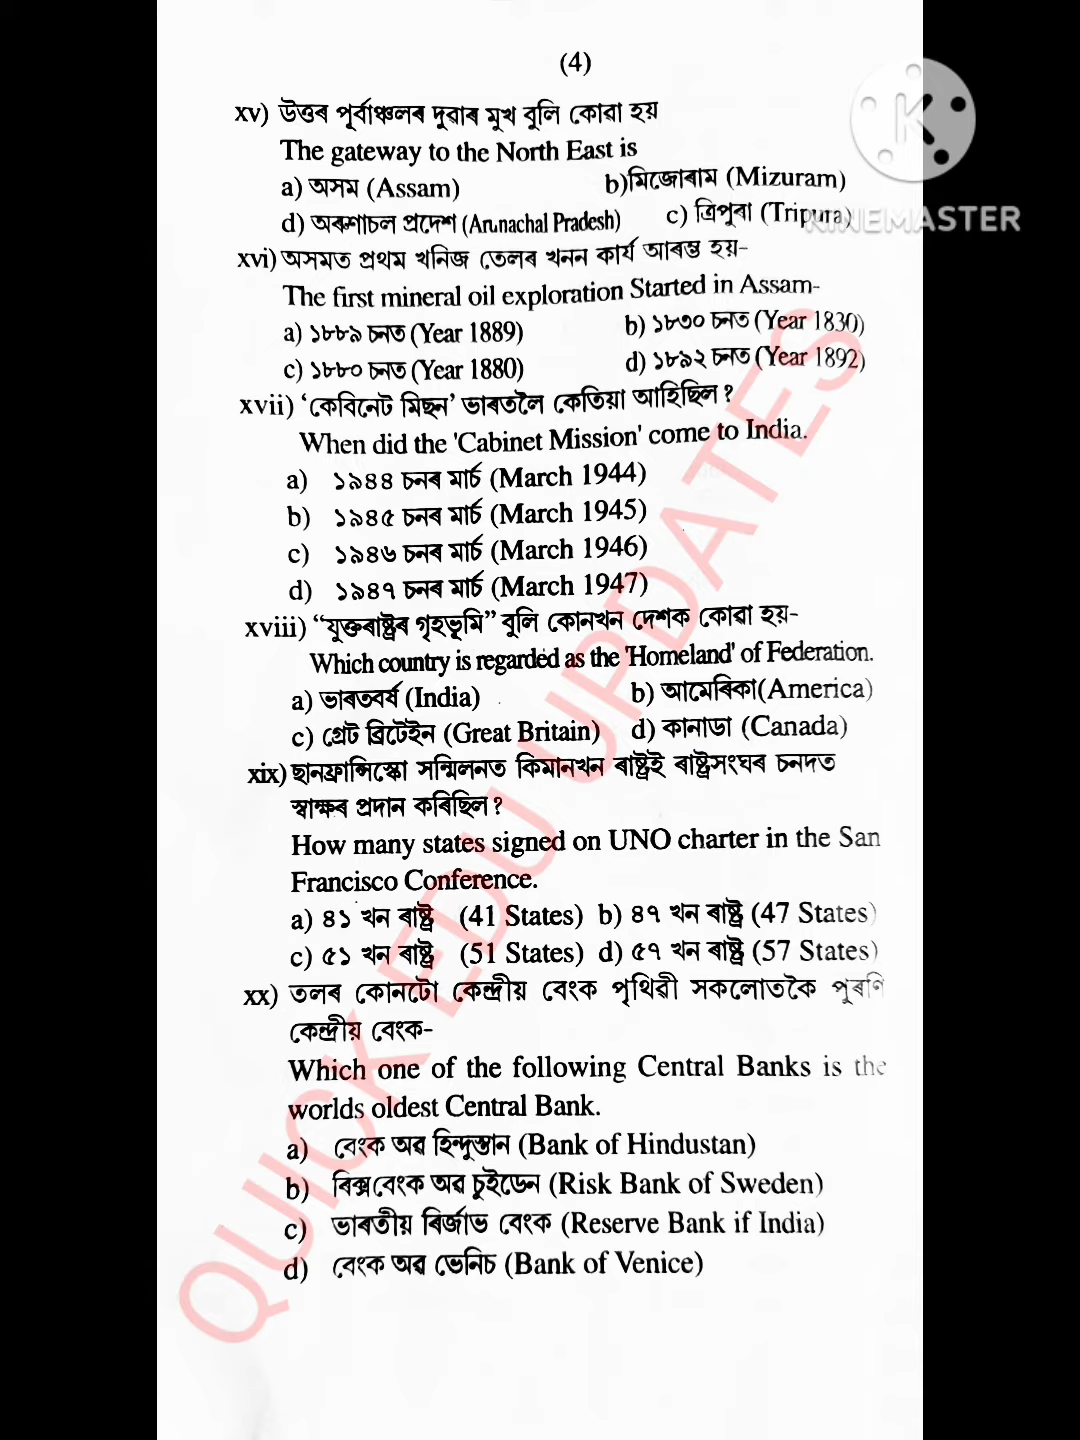 (4)
xv) উত্তৰ পূৰ্বাঞ্চলৰ দুৱাৰ মুখ বুলি কোৱা হয়
The gateway to the North East is
a) অসম (Assam) b)মিজোৰাম (Mizuram)
d) অৰুণাচল প্ৰদেশ (Arunachal Pradesh) c) ত্ৰিপুৰা (Tripura)
KINEMASTER
xvi) অসমত প্ৰথম খনিজ তেলৰ খনন কাৰ্য আৰম্ভ হয়-
The first mineral oil exploration Started in Assam-
a) ১৮৮৯ চনত (Year 1889) b) ১৮৩০ চনত (Year 1830)
c) ১৮৮০ চনত (Year 1880) d) ১৮৯২ চনত (Year 1892)
xvii) ‘কেবিনেট মিছন’ ভাৰতলৈ কেতিয়া আহিছিল ?
When did the 'Cabinet Mission' come to India.
a) ১৯৪৪ চনৰ মাৰ্চ (March 1944)
b) ১৯৪৫ চনৰ মাৰ্চ (March 1945)
c) ১৯৪৬ চনৰ মাৰ্চ (March 1946)
d) ১৯৪৭ চনৰ মাৰ্চ (March 1947)
xviii) “যুক্তৰাষ্ট্ৰৰ গৃহভূমি” বুলি কোনখন দেশক কোৱা হয়-
Which country is regarded as the 'Homeland' of Federation.
a) ভাৰতবৰ্ষ (India) b) আমেৰিকা(America)
c) গ্ৰেট ব্ৰিটেইন (Great Britain) d) কানাডা (Canada)
xix) ছানফ্ৰান্সিস্কো সন্মিলনত কিমানখন ৰাষ্ট্ৰই ৰাষ্ট্ৰসংঘৰ চনদত
স্বাক্ষৰ প্ৰদান কৰিছিল ?
How many states signed on UNO charter in the San
Francisco Conference.
a) ৪১ খন ৰাষ্ট্ৰ (41 States) b) ৪৭ খন ৰাষ্ট্ৰ (47 States)
c) ৫১ খন ৰাষ্ট্ৰ (51 States) d) ৫৭ খন ৰাষ্ট্ৰ (57 States)
xx) তলৰ কোনটো কেন্দ্ৰীয় বেংক পৃথিৱী সকলোতকৈ পুৰণি
কেন্দ্ৰীয় বেংক-
Which one of the following Central Banks is the
worlds oldest Central Bank.
a) বেংক অৱ হিন্দুস্তান (Bank of Hindustan)
b) ৰিক্সবেংক অৱ চুইডেন (Risk Bank of Sweden)
c) ভাৰতীয় ৰিৰ্জাভ বেংক (Reserve Bank if India)
d) বেংক অৱ ভেনিচ (Bank of Venice)
QUICK EDU UPDATES